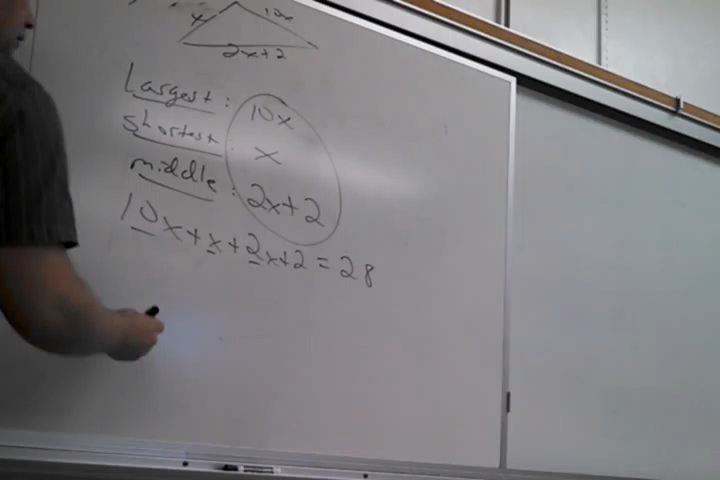 x 10x
2x+2
Largest: 10x
shortest: x
middle: 2x+2
10x+x+2x+2=28